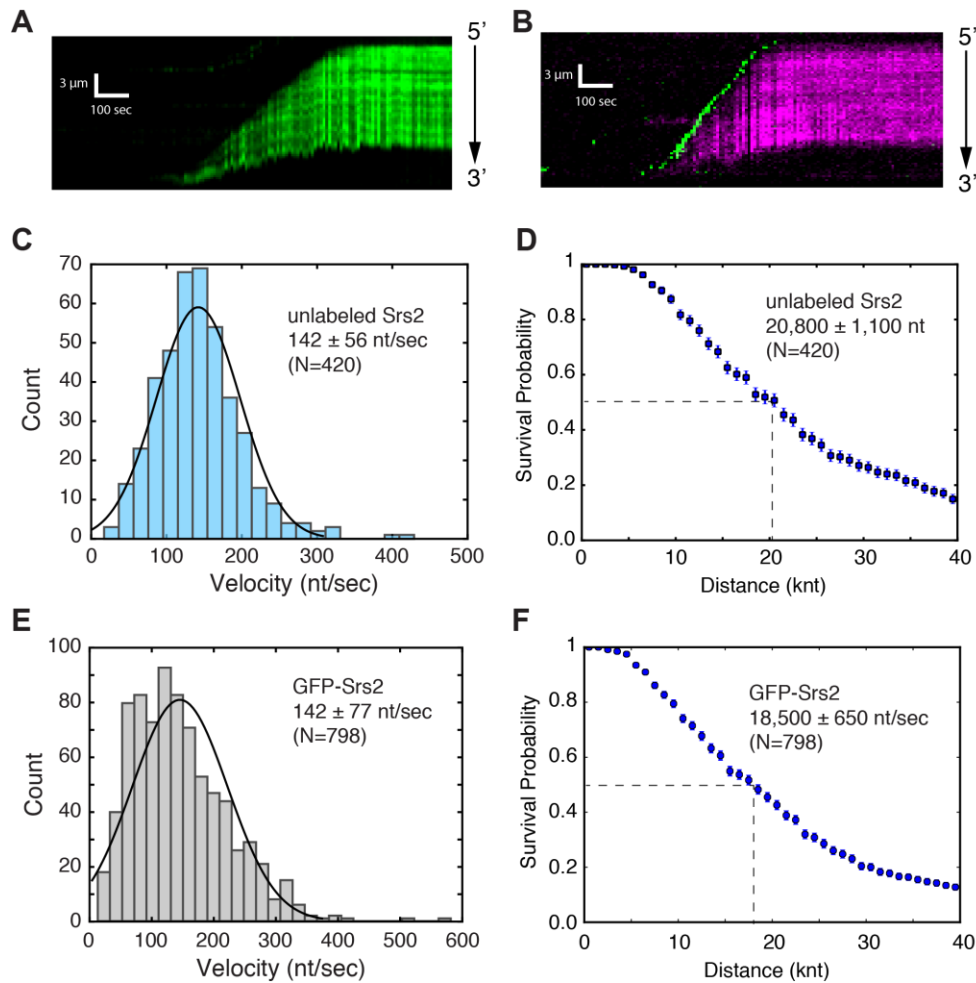 A
3 µm
100 sec
5'
3'
B
3 µm
100 sec
5'
3'
C
70
60
50
40
30
20
10
0
Count
0 100 200 300 400 500
Velocity (nt/sec)
unlabeled Srs2
142 ± 56 nt/sec
(N=420)
D
1
0.8
0.6
0.4
0.2
0.0
Survival Probability
0 10 20 30 40
Distance (knt)
unlabeled Srs2
20,800 ± 1,100 nt
(N=420)
E
100
80
60
40
20
0
Count
0 100 200 300 400 500 600
Velocity (nt/sec)
GFP-Srs2
142 ± 77 nt/sec
(N=798)
F
1
0.8
0.6
0.4
0.2
0.0
Survival Probability
0 10 20 30 40
Distance (knt)
GFP-Srs2
18,500 ± 650 nt/sec
(N=798)